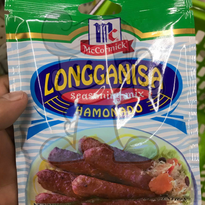 McCormick
LONGGANISA
seasoning mix
HAMONADO